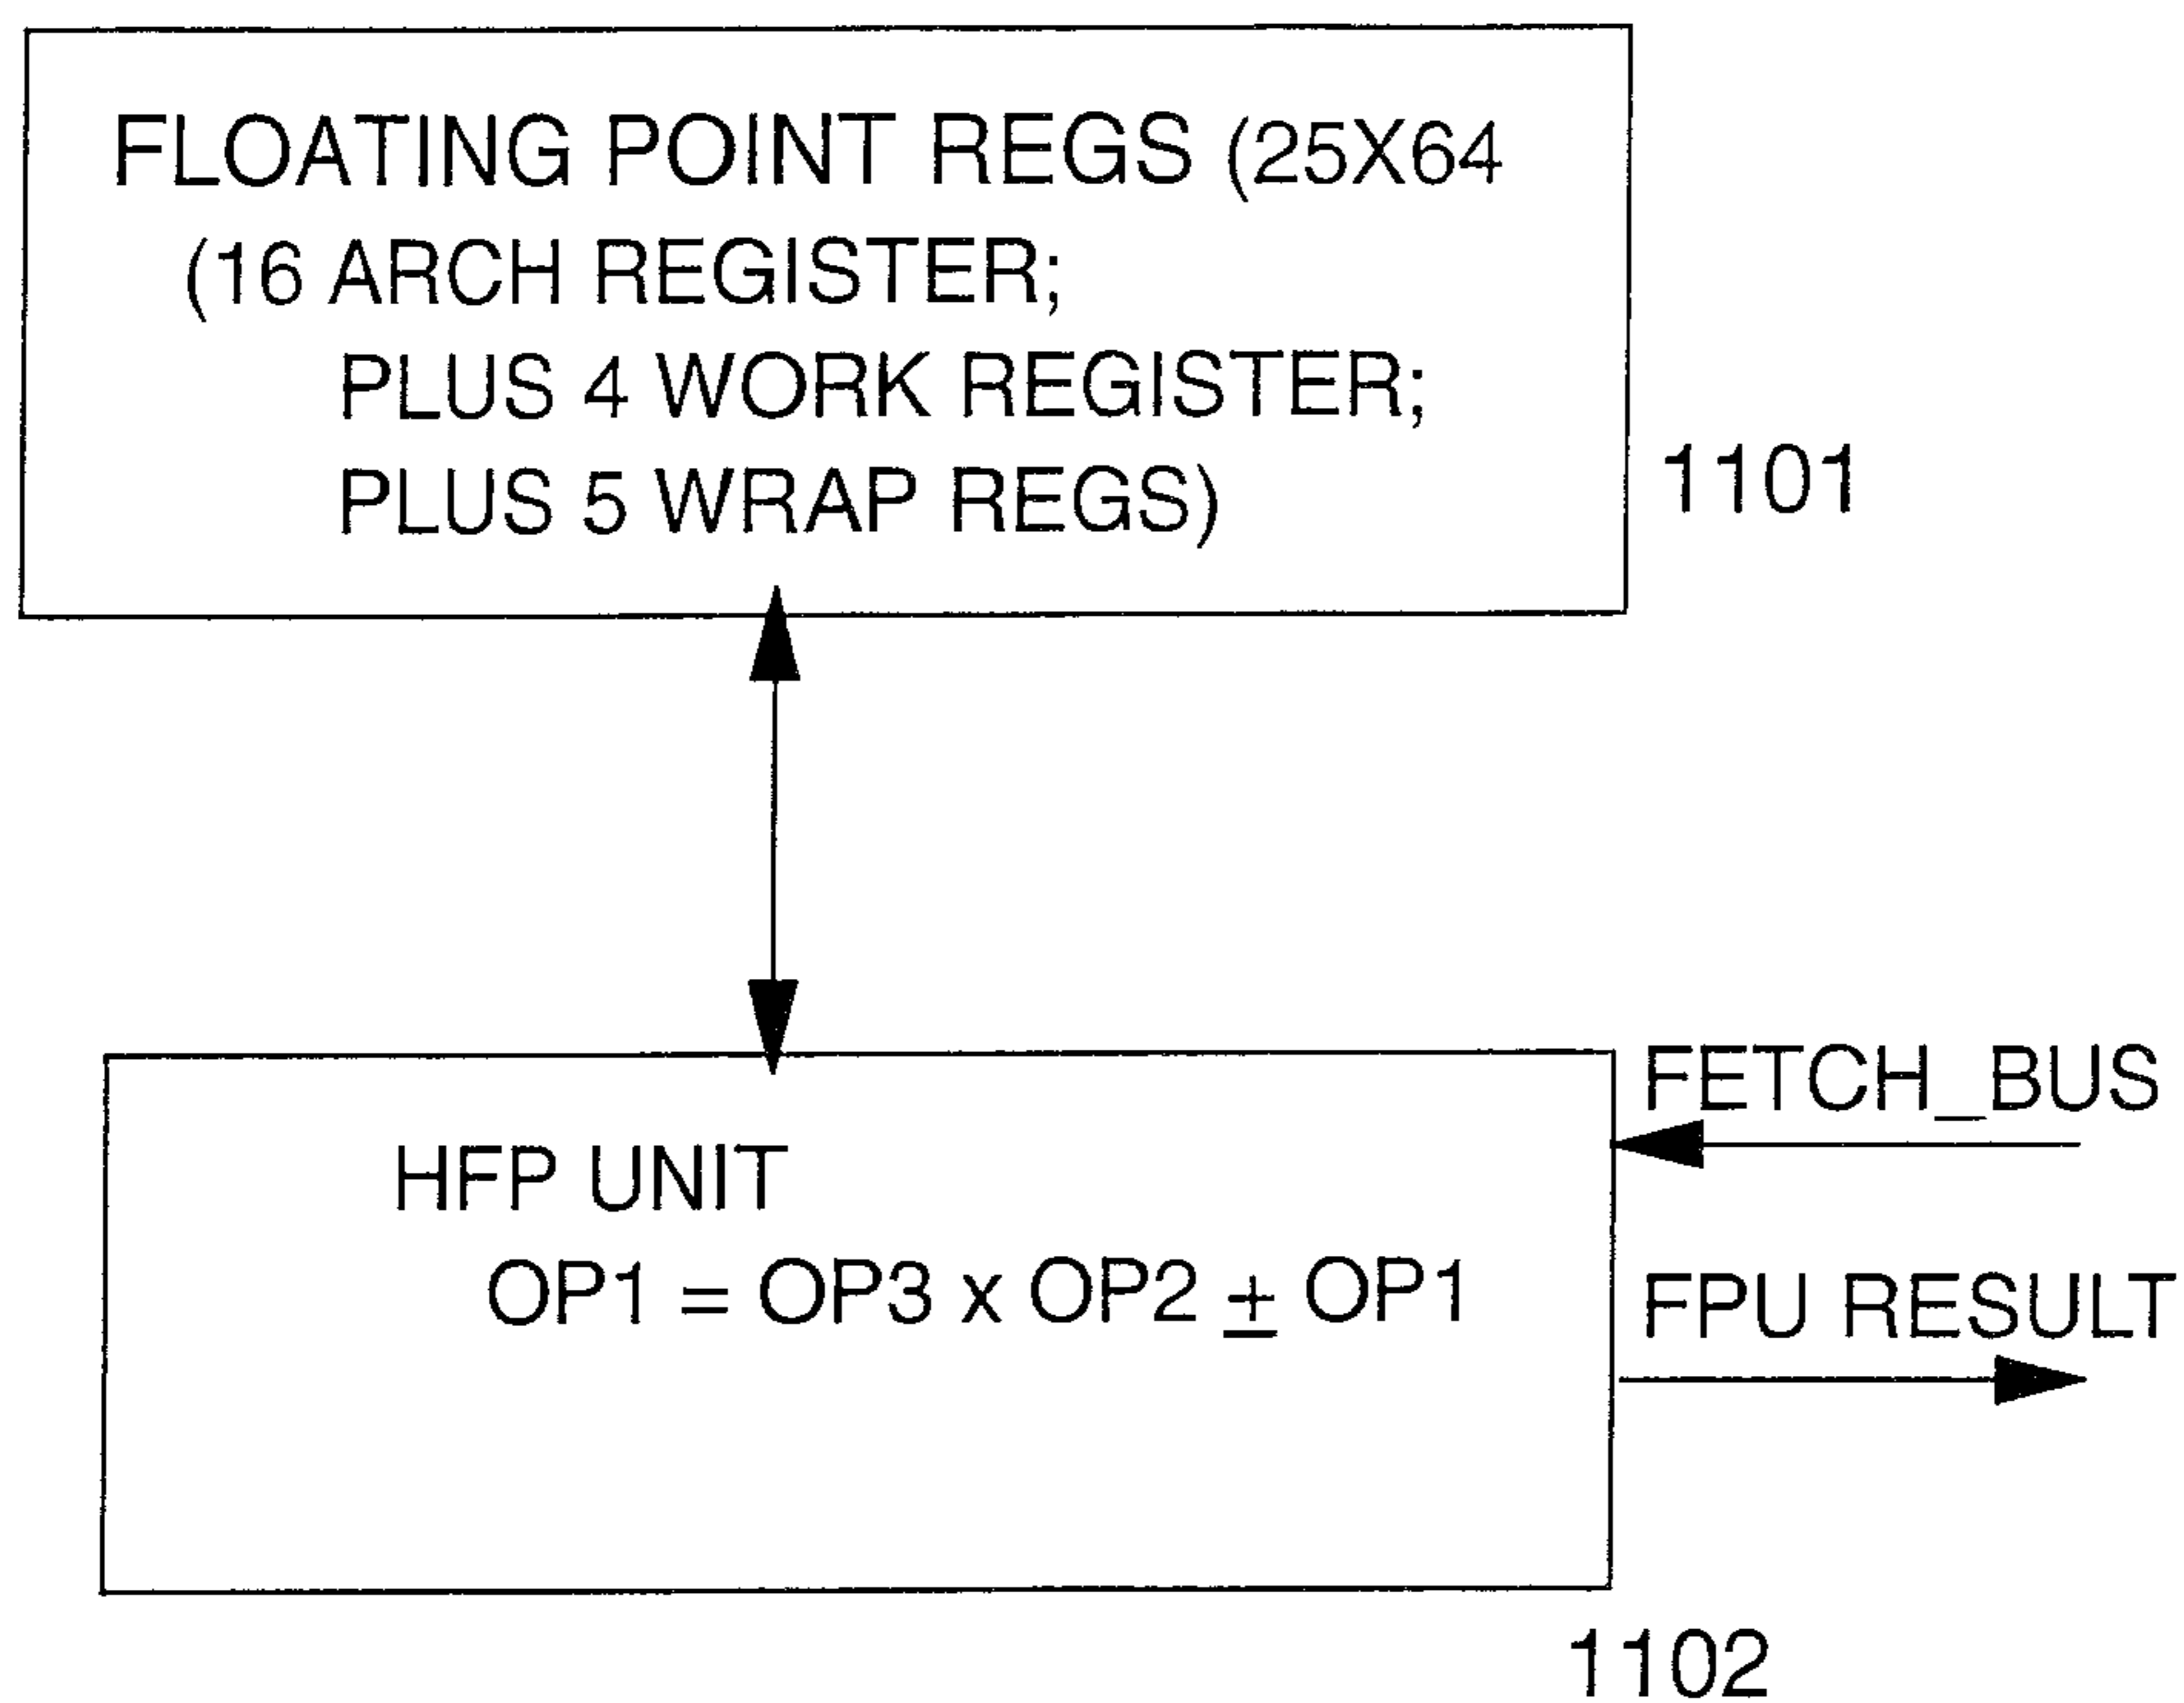 FLOATING POINT REGS (25X64
(16 ARCH REGISTER;
PLUS 4 WORK REGISTER;
PLUS 5 WRAP REGS)
1101
HFP UNIT
OP1 = OP3 x OP2 ± OP1
FETCH_BUS
FPU RESULT
1102